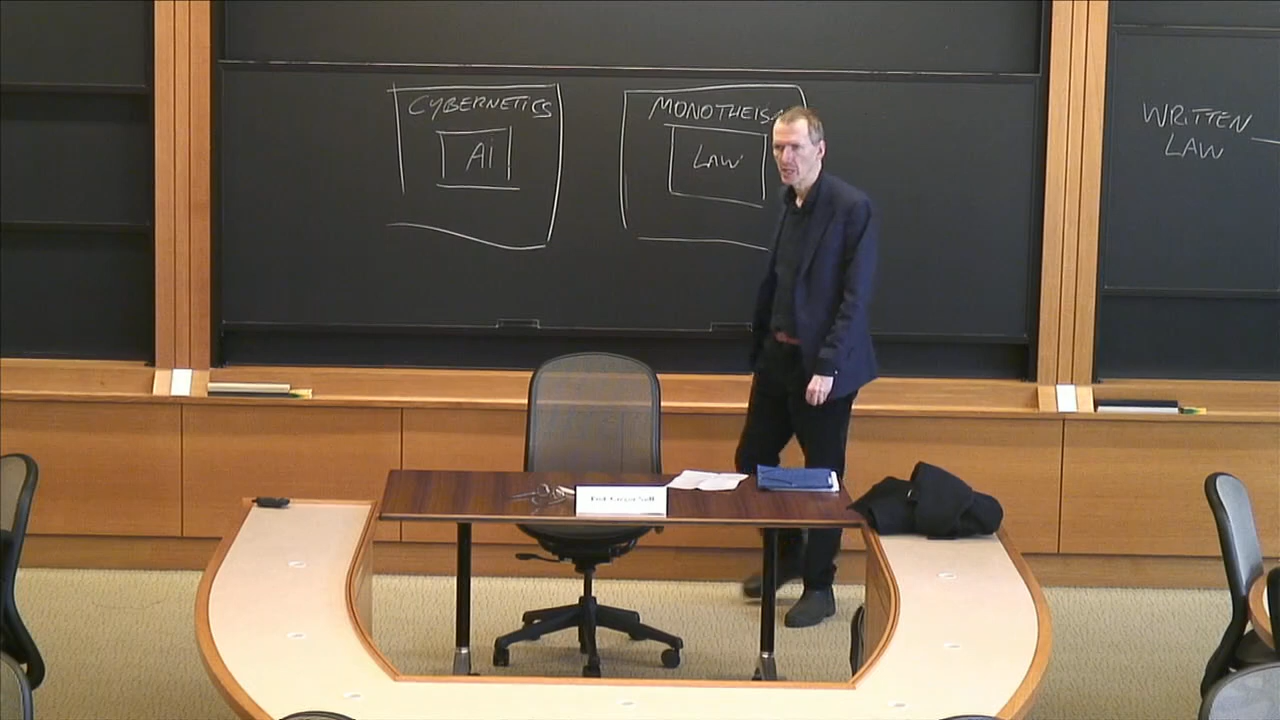 CYBERNETICS
Ai
MONOTHEISM
LAW
WRITTEN
LAW